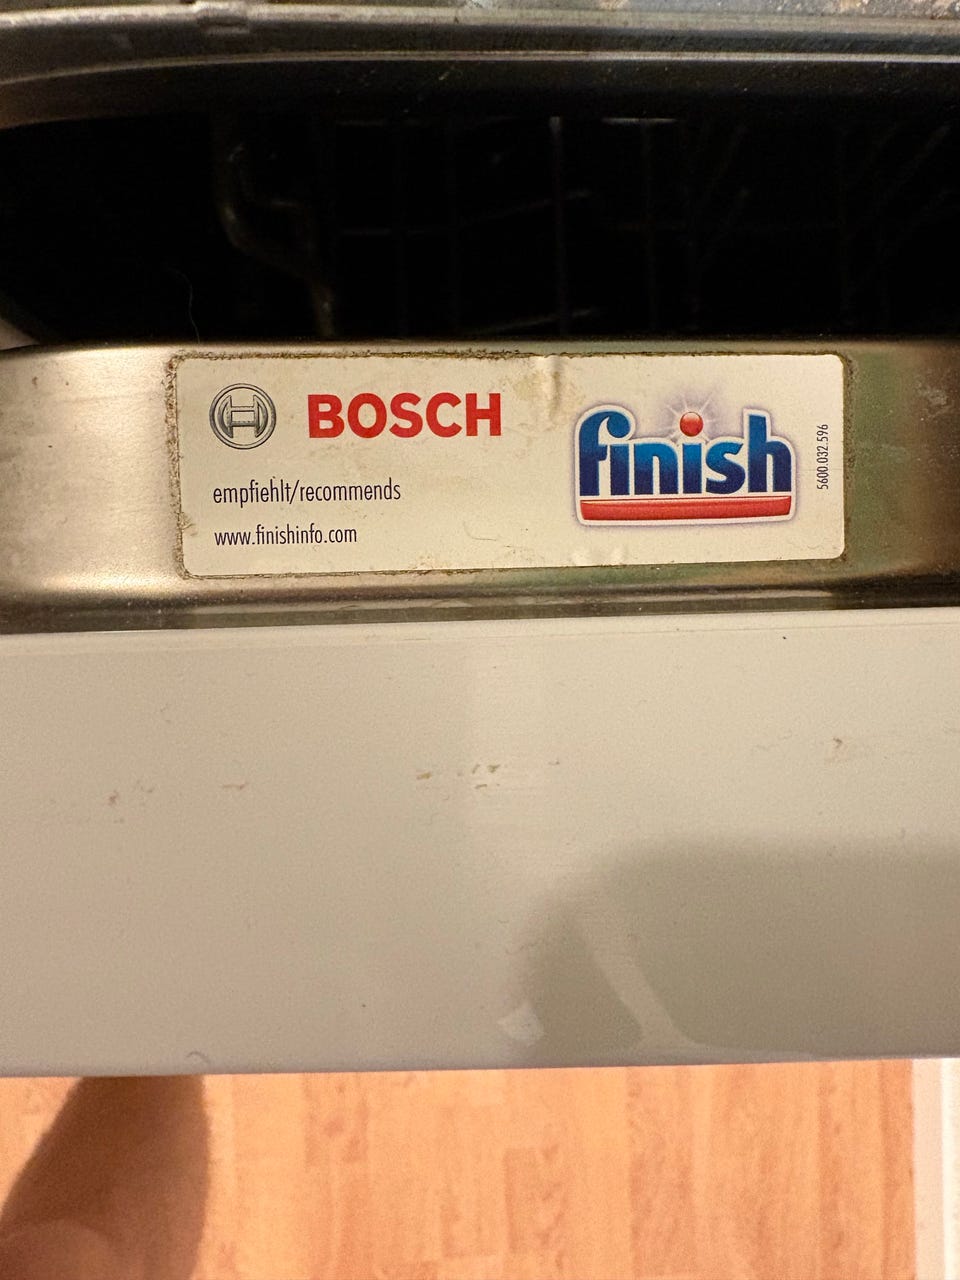 BOSCH
empfiehlt/recommends
www.finishinfo.com
finish
5600.032.596